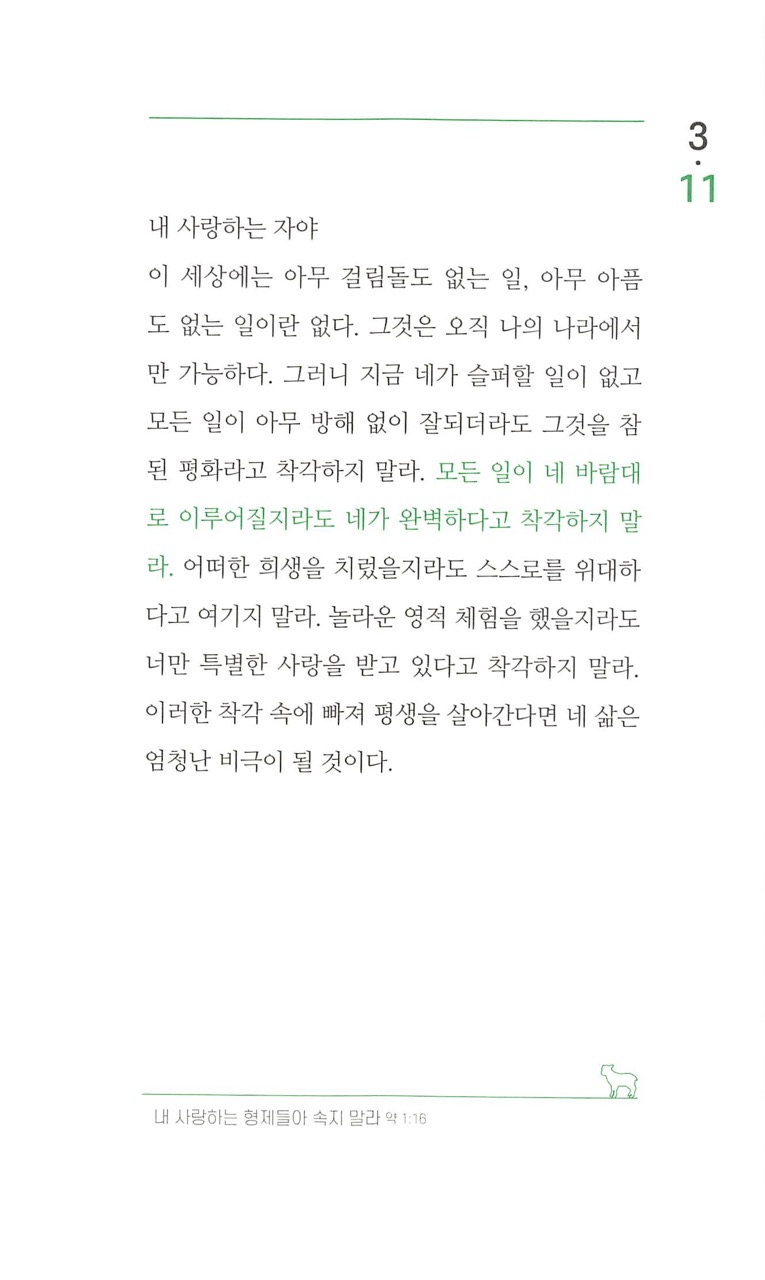 3
·
11
내 사랑하는 자야
이 세상에는 아무 걸림돌도 없는 일, 아무 아픔
도 없는 일이란 없다. 그것은 오직 나의 나라에서
만 가능하다. 그러니 지금 네가 슬퍼할 일이 없고
모든 일이 아무 방해 없이 잘되더라도 그것을 참
된 평화라고 착각하지 말라. 모든 일이 네 바람대
로 이루어질지라도 네가 완벽하다고 착각하지 말
라. 어떠한 희생을 치렀을지라도 스스로를 위대하
다고 여기지 말라. 놀라운 영적 체험을 했을지라도
너만 특별한 사랑을 받고 있다고 착각하지 말라.
이러한 착각 속에 빠져 평생을 살아간다면 네 삶은
엄청난 비극이 될 것이다.
내 사랑하는 형제들아 속지 말라 약 1:16